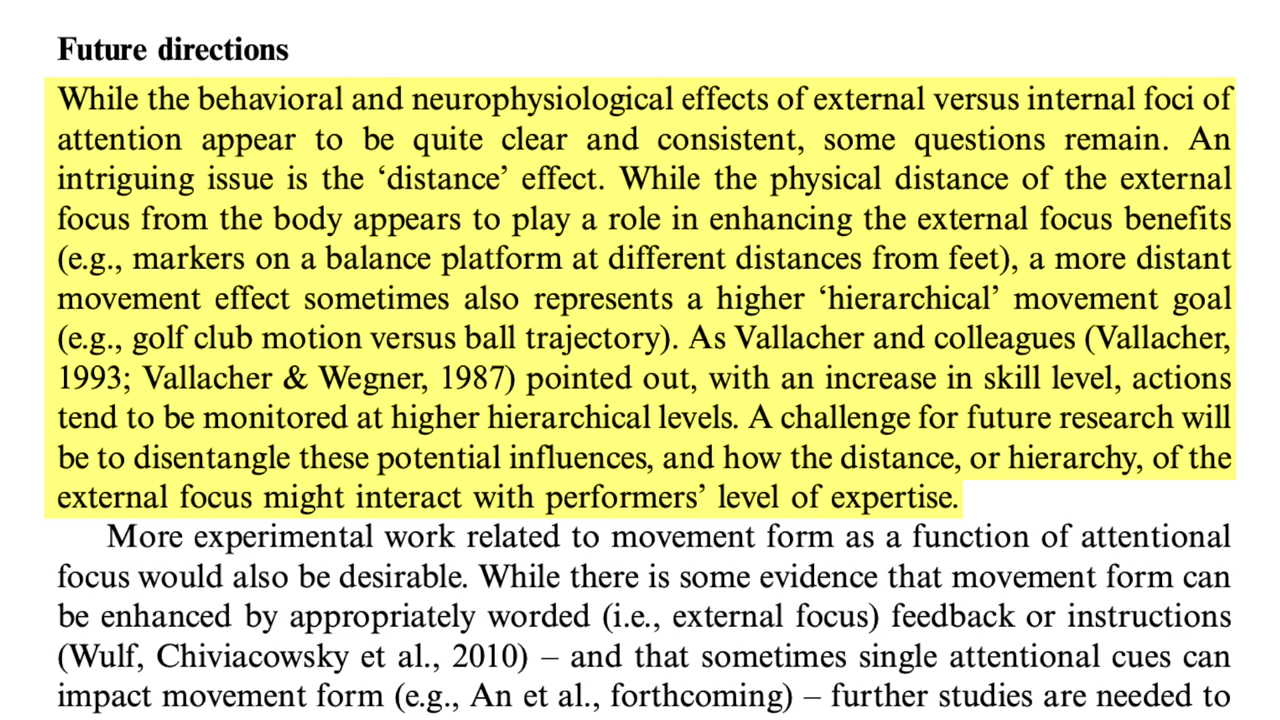 Future directions
While the behavioral and neurophysiological effects of external versus internal foci of
attention appear to be quite clear and consistent, some questions remain. An
intriguing issue is the ‘distance’ effect. While the physical distance of the external
focus from the body appears to play a role in enhancing the external focus benefits
(e.g., markers on a balance platform at different distances from feet), a more distant
movement effect sometimes also represents a higher ‘hierarchical’ movement goal
(e.g., golf club motion versus ball trajectory). As Vallacher and colleagues (Vallacher,
1993; Vallacher & Wegner, 1987) pointed out, with an increase in skill level, actions
tend to be monitored at higher hierarchical levels. A challenge for future research will
be to disentangle these potential influences, and how the distance, or hierarchy, of the
external focus might interact with performers’ level of expertise.
More experimental work related to movement form as a function of attentional
focus would also be desirable. While there is some evidence that movement form can
be enhanced by appropriately worded (i.e., external focus) feedback or instructions
(Wulf, Chiviacowsky et al., 2010) – and that sometimes single attentional cues can
impact movement form (e.g., An et al., forthcoming) – further studies are needed to